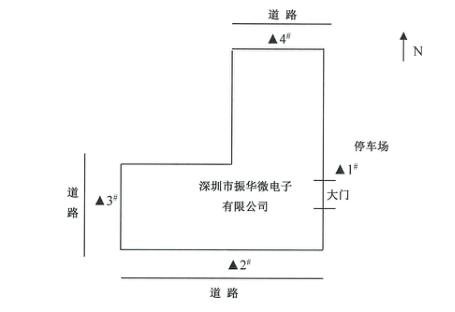 道 路
▲4#
N
停车场
▲1#
深圳市振华微电子
有限公司
大门
道
路
▲3#
▲2#
道 路